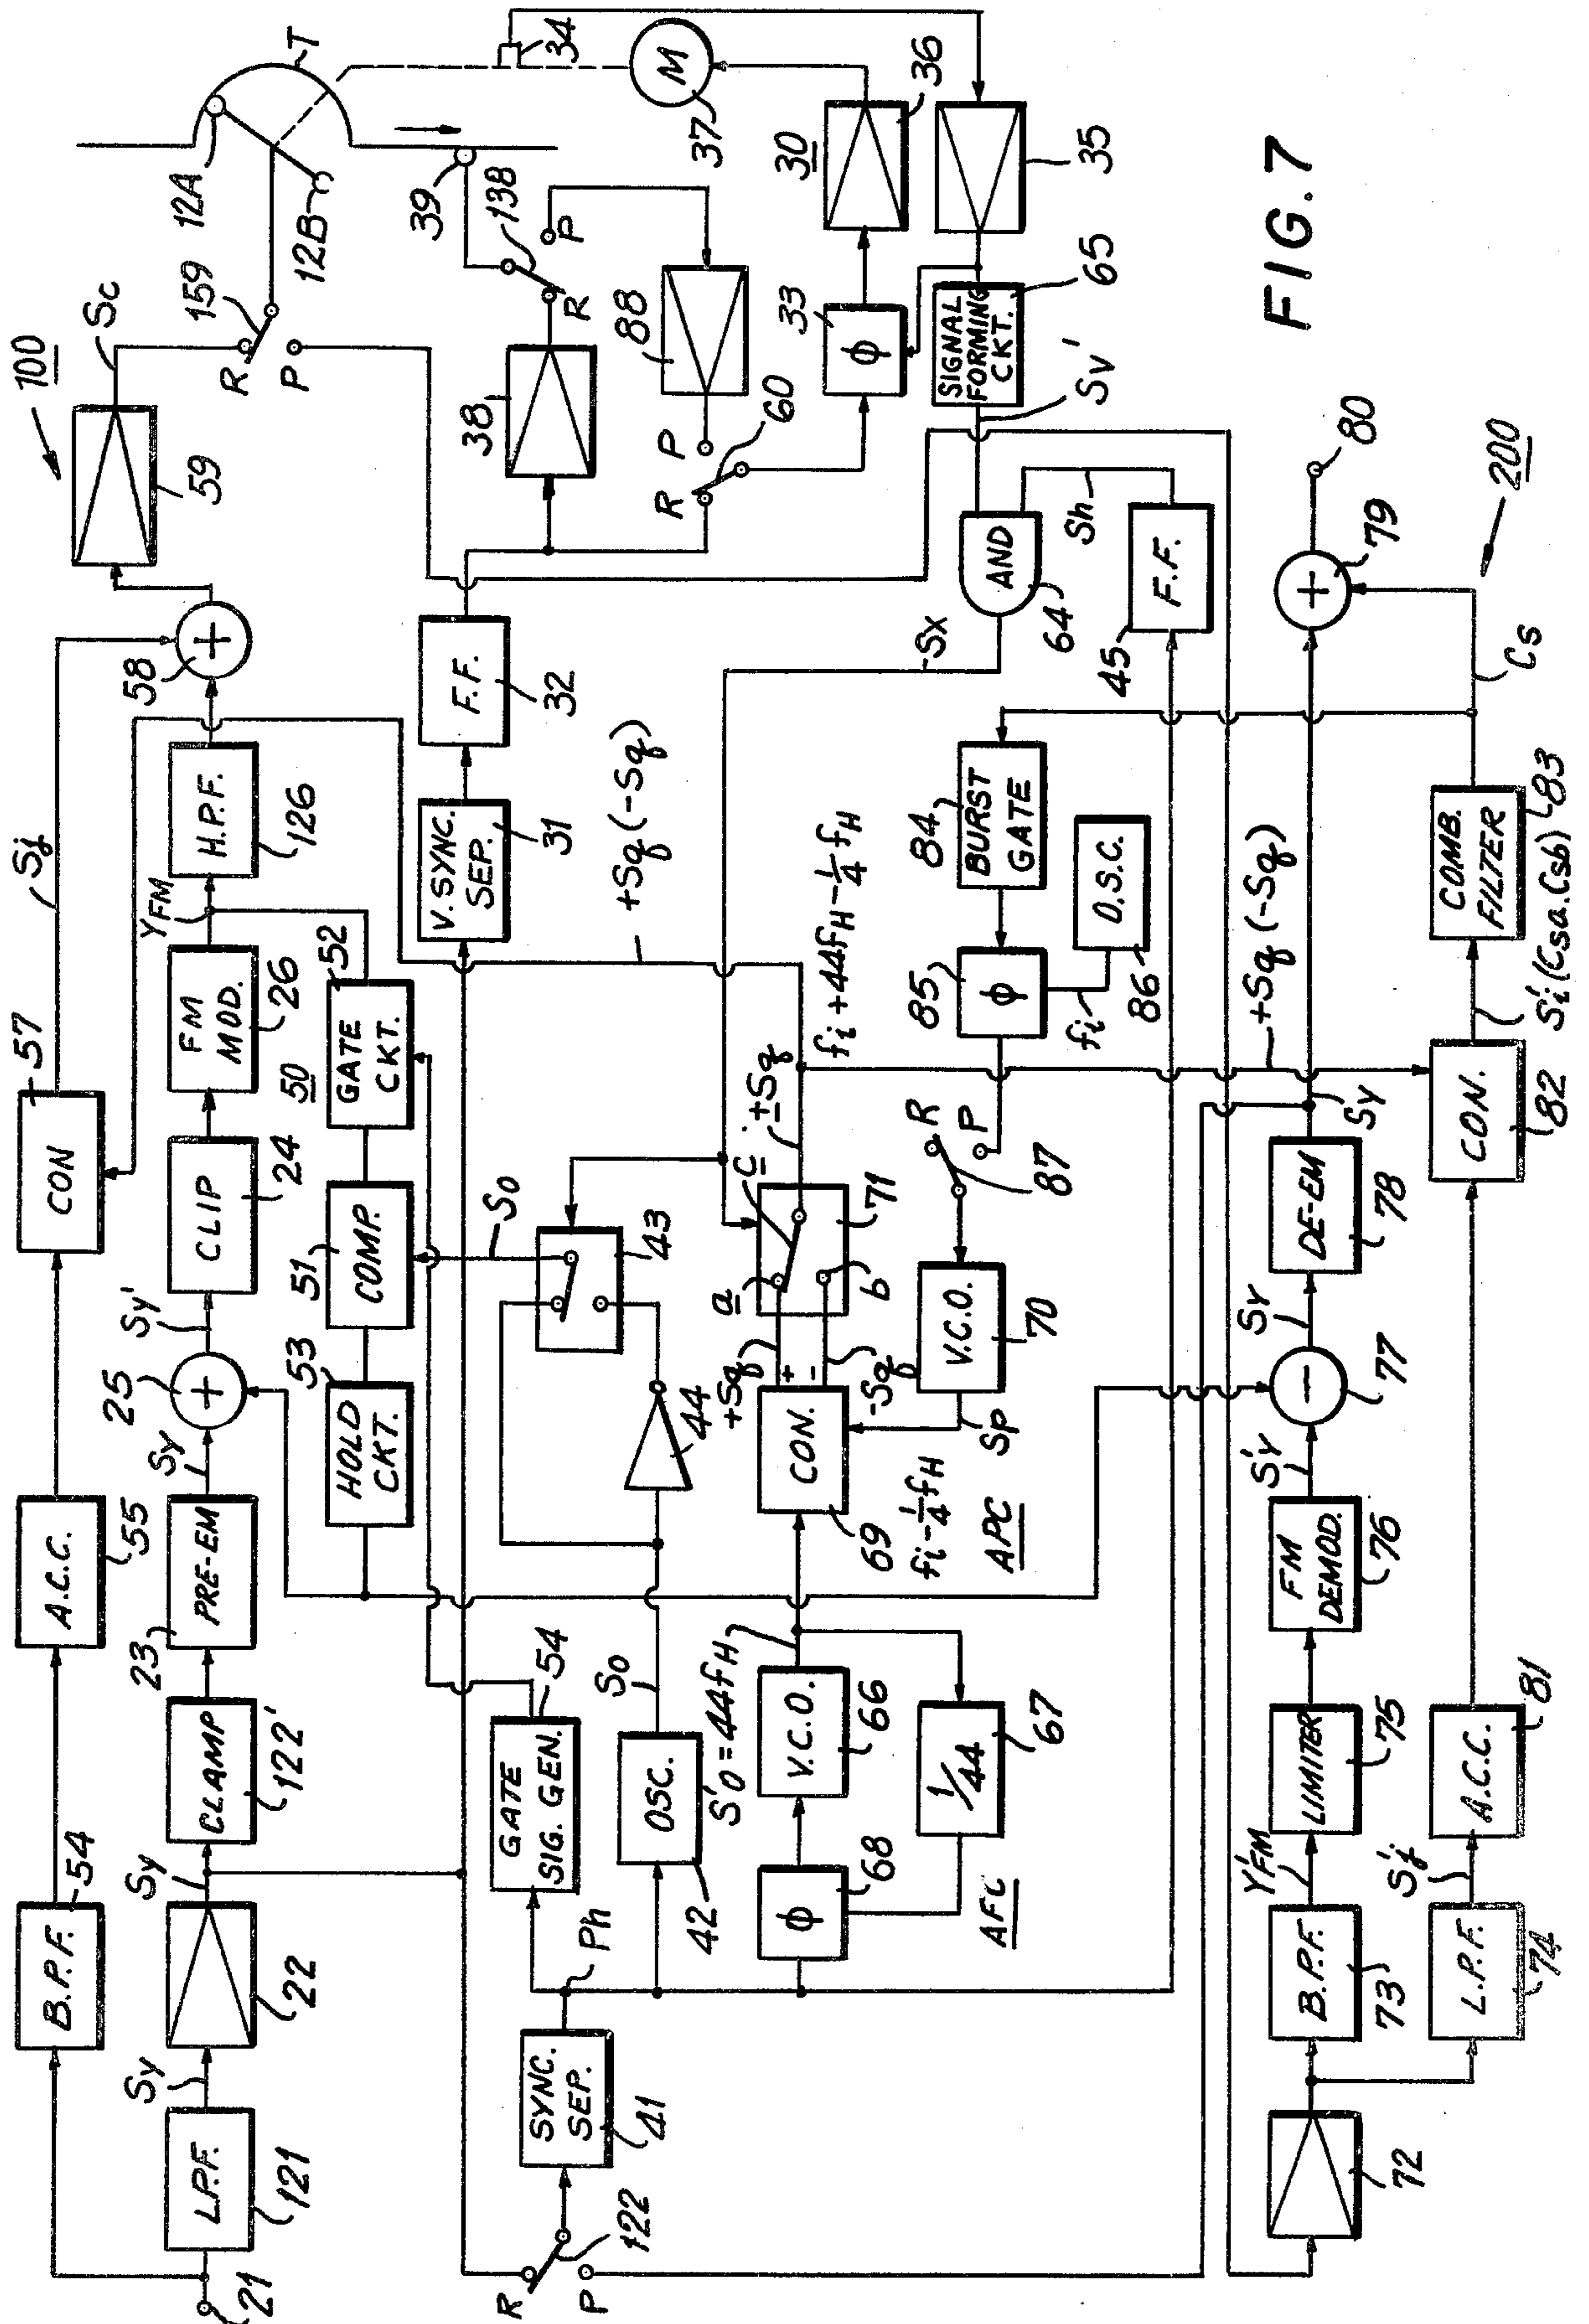 100
Sc
159
R
P
12A
12B
T
59
58
Sj
57
CON
A.C.C.
55
B.P.F.
54
H.P.F.
126
YFM
FM MOD.
26
CLIP
24
Sy'
25
+
Sy
PRE-EM
23
CLAMP
122'
Sy
22
Sy
L.P.F.
121
21
39
138
P
R
34
M
37
38
88
P
R
60
30
36
33
ϕ
35
SIGNAL
FORMING
CKT.
65
Sv'
F.F.
32
V.SYNC.
SEP.
31
+Sq(-Sq)
52
GATE
CKT.
50
51
COMP.
53
HOLD
CKT.
So
43
44
GATE
SIG. GEN.
54
So
OSC.
42
Ph
SYNC.
SEP.
41
R
P
122
AND
64
Sh
F.F.
45
Sx
84
BURST
GATE
85
ϕ
fi
O.S.C.
86
fi+44fH-1/4fH
±Sq
C
71
a
b
R
P
87
V.C.O.
70
Sp
+Sq
-Sq
+
-
CON.
69
fi-1/4fH
APC
S'o=44fH
V.C.O.
66
1/44
67
ϕ
68
AFC
FIG.7
80
79
+
200
Cs
COMB.
FILTER
83
S'i(Csa.Csb)
+Sq(-Sq)
CON.
82
Sy
DE-EM
78
SY
77
-
S'Y
FM
DEMOD.
76
LIMITER
75
Y'FM
B.P.F.
73
A.C.C.
81
S'j
L.P.F.
74
72
58
+